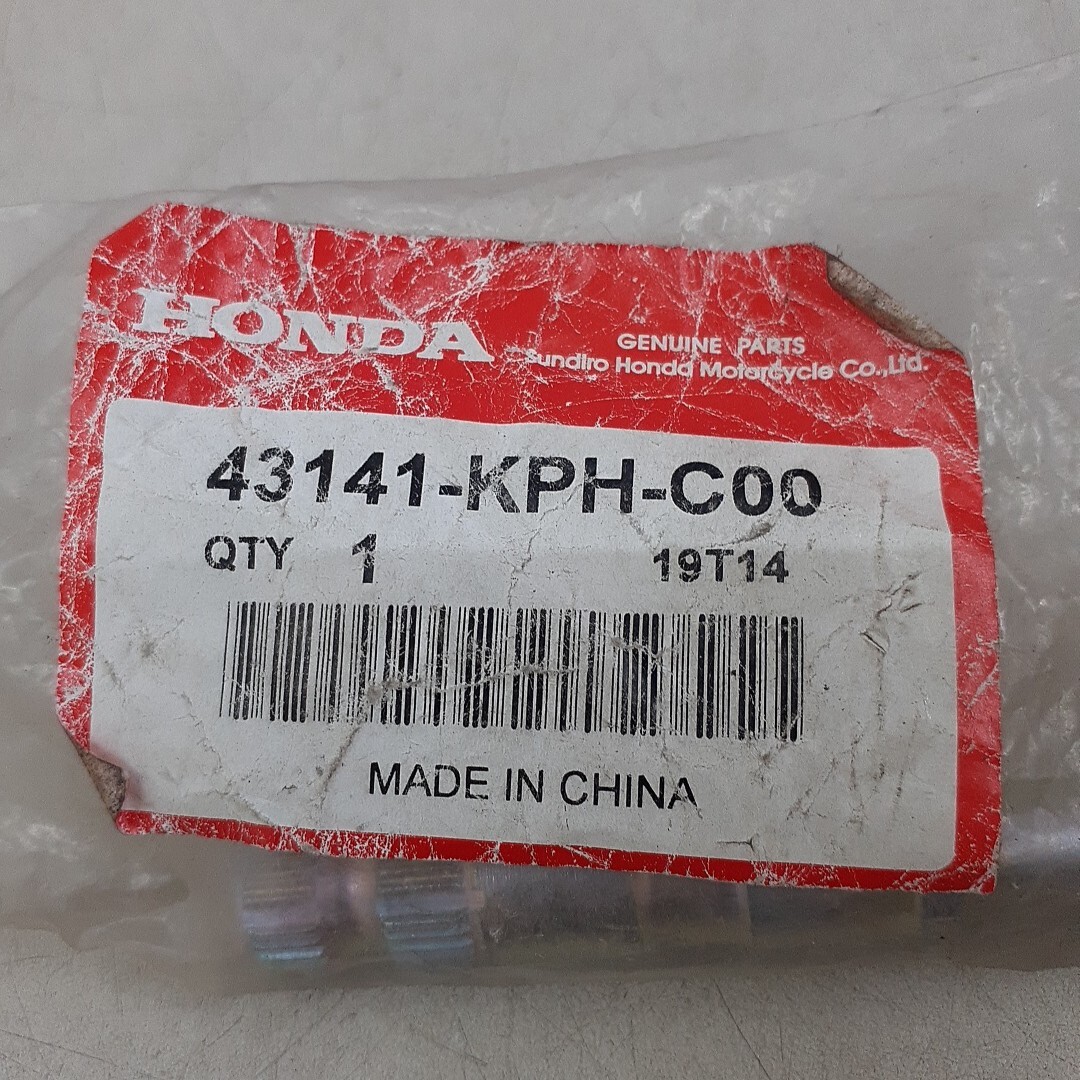 HONDA
GENUINE PARTS
Sundiro Honda Motorcycle Co.,Ltd.
43141-KPH-C00
QTY 1 19T14
MADE IN CHINA